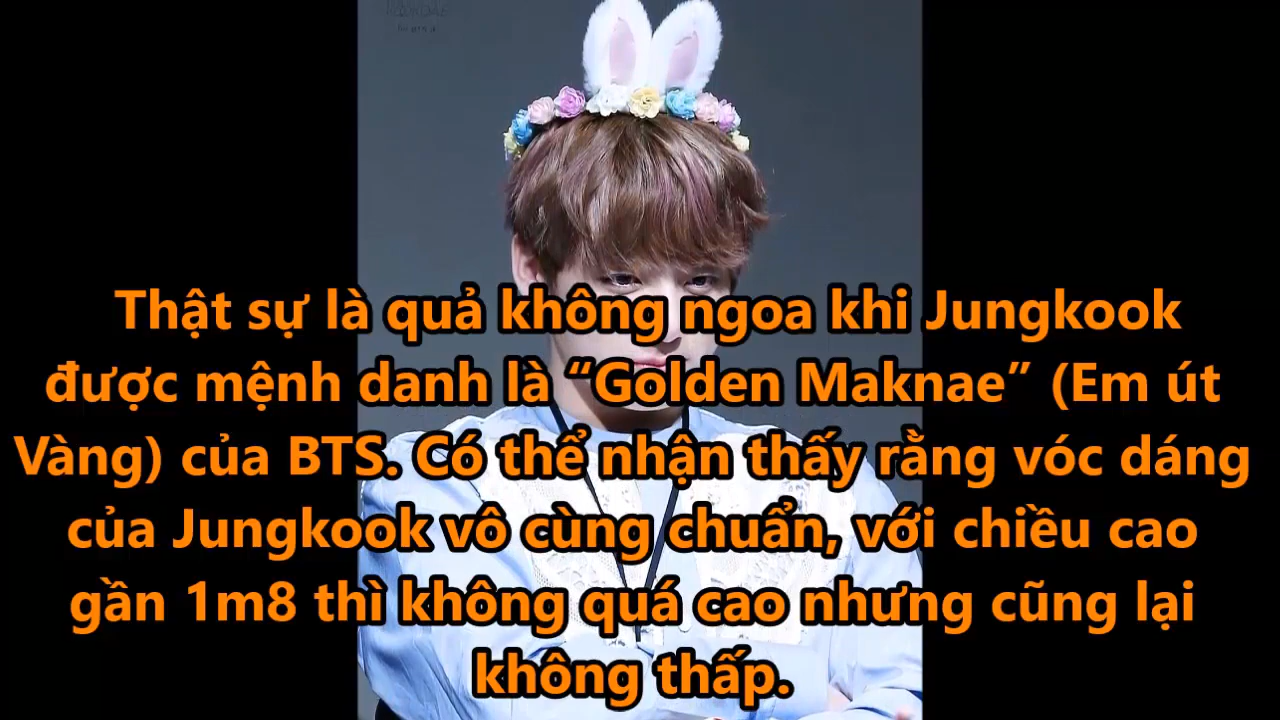 Thật sự là quả không ngoa khi Jungkook
được mệnh danh là “Golden Maknae” (Em út
Vàng) của BTS. Có thể nhận thấy rằng vóc dáng
của Jungkook vô cùng chuẩn, với chiều cao
gần 1m8 thì không quá cao nhưng cũng lại
không thấp.